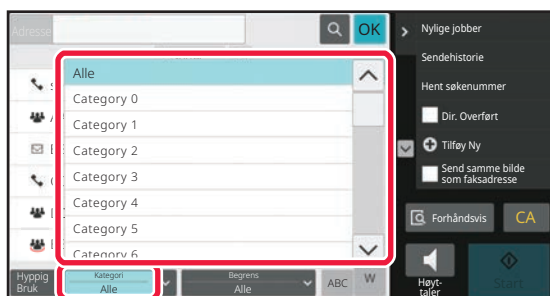 Adresse
OK
Alle
Category 0
Category 1
Category 2
Category 3
Category 4
Category 5
Category 6
Hyppig
Bruk
Kategori
Alle
Begrens
Alle
ABC
W
Nylige jobber
Sendehistorie
Hent søkenummer
Dir. Overført
Tilføy Ny
Send samme bilde
som faksadresse
Forhåndsvis
CA
Høyt-
taler
Start